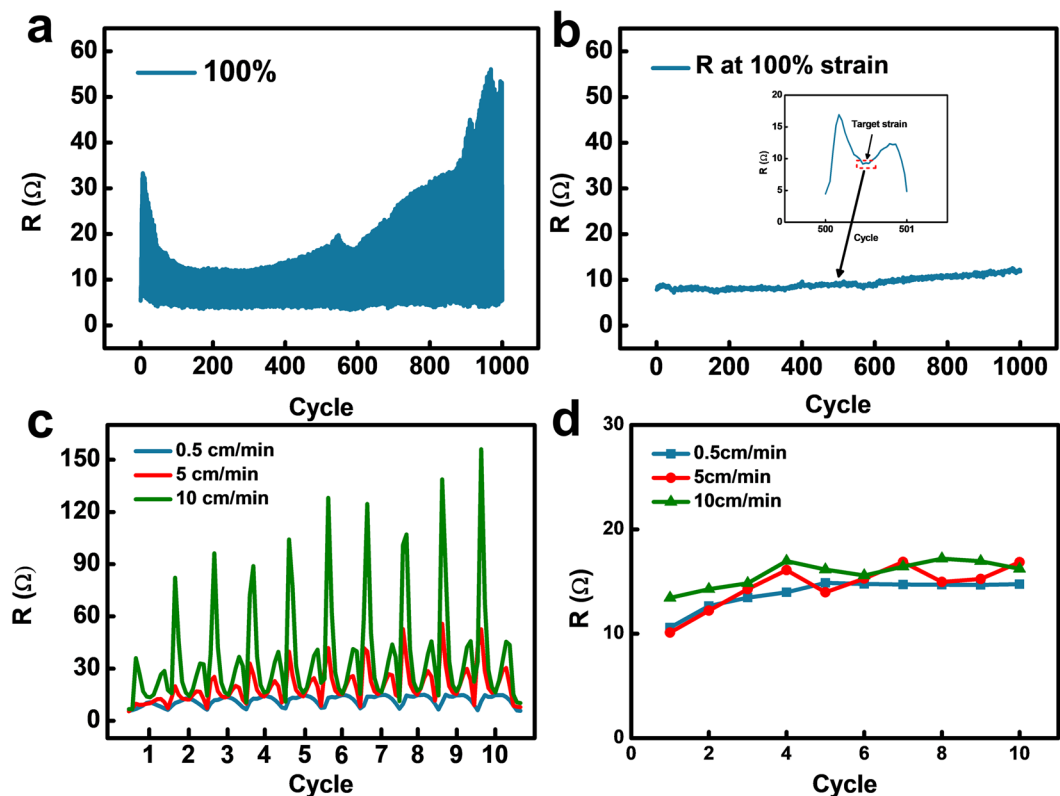 a
60
50
40
30
20
10
0
R (Ω)
100%
0 200 400 600 800 1000
Cycle
b
60
50
40
30
20
10
0
R (Ω)
R at 100% strain
20
15
10
5
0
R (Ω)
Target strain
500 501
Cycle
0 200 400 600 800 1000
Cycle
c
150
120
90
60
30
0
R (Ω)
0.5 cm/min
5 cm/min
10 cm/min
1 2 3 4 5 6 7 8 9 10
Cycle
d
30
20
10
0
R (Ω)
0.5cm/min
5cm/min
10cm/min
0 2 4 6 8 10
Cycle